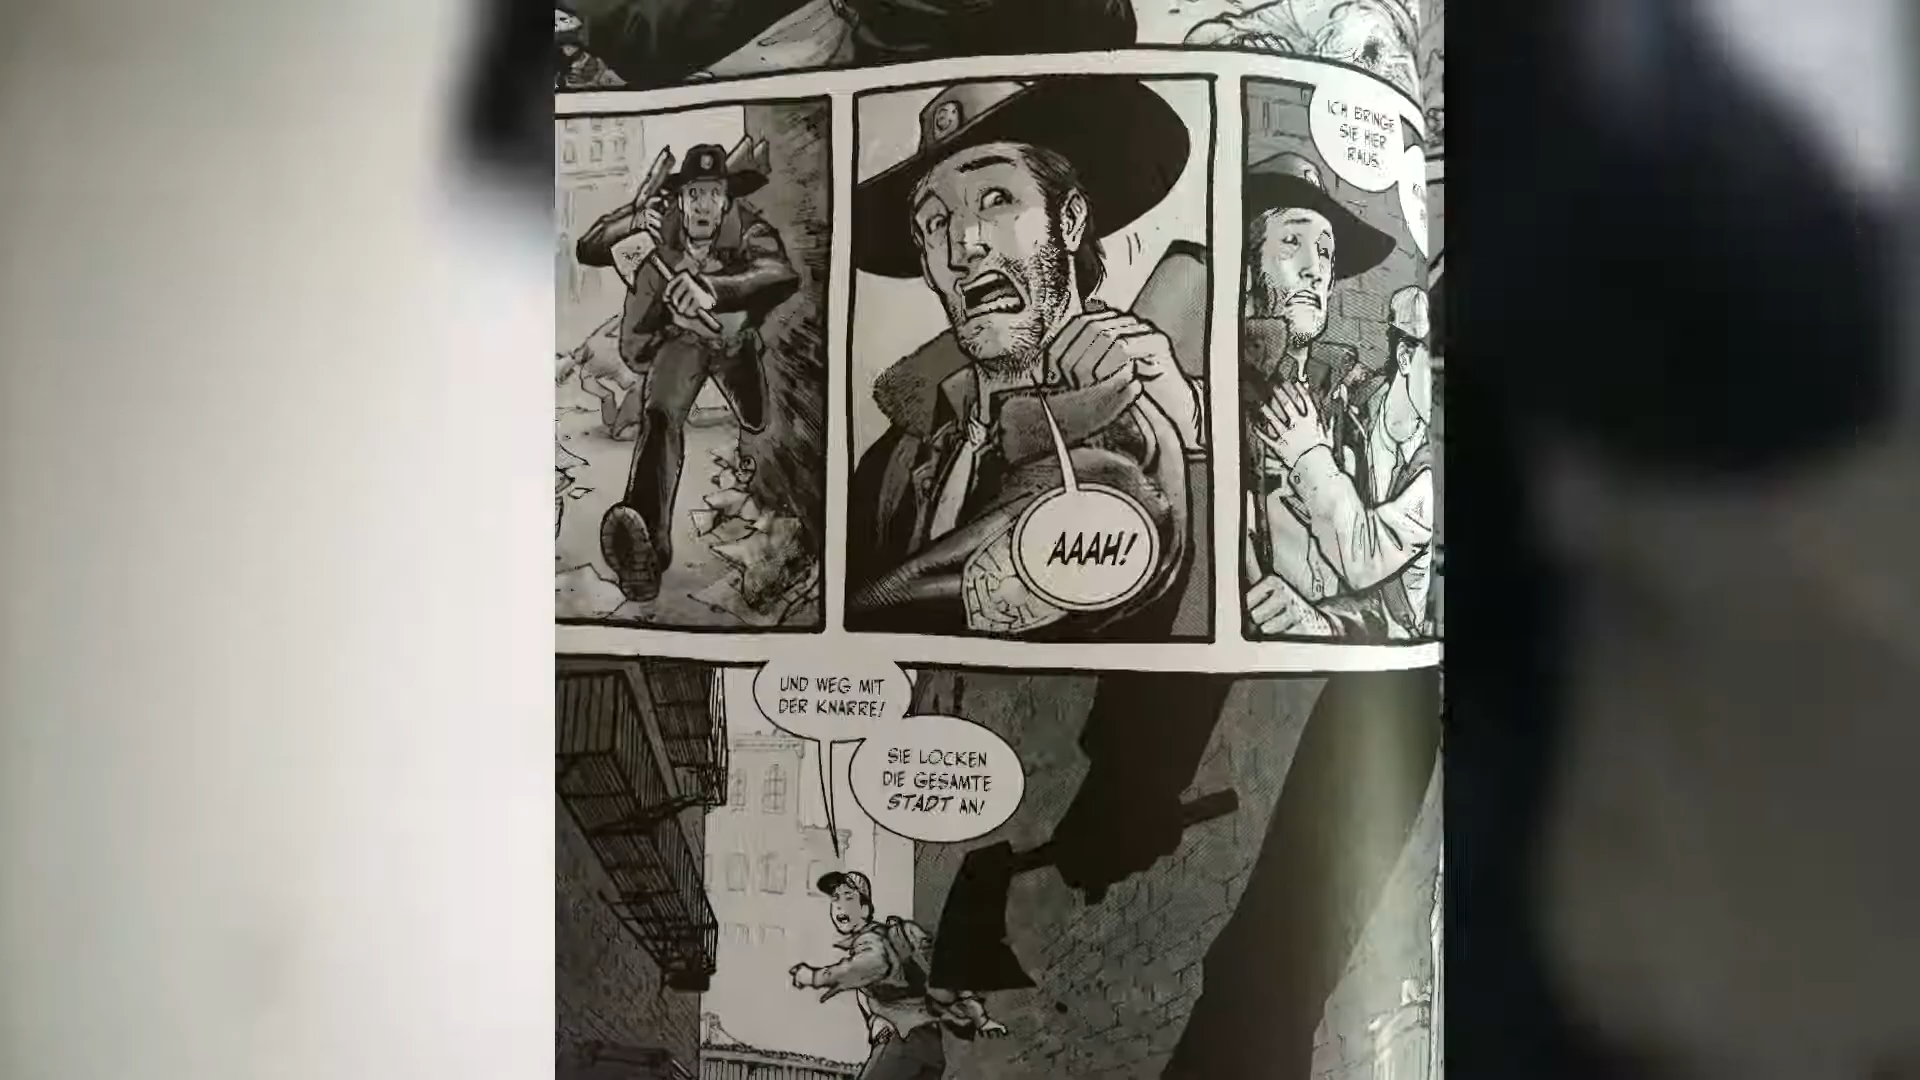 ICH BRINGE
SIE HIER
RAUS.
AAAH!
UND WEG MIT
DER KNARRE!
SIE LOCKEN
DIE GESAMTE
STADT AN!